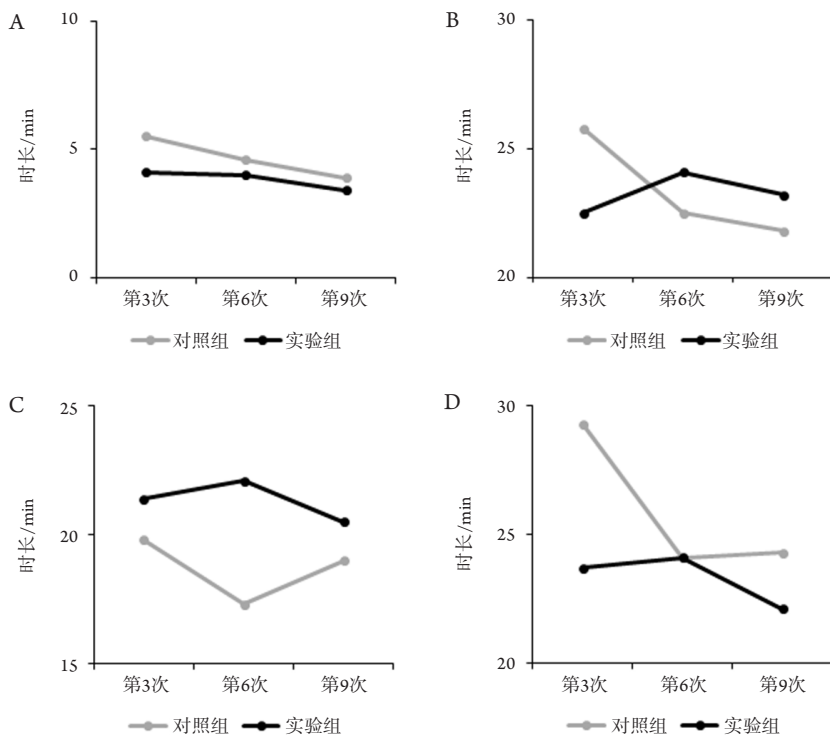 A
10
时长/min
5
0
第3次 第6次 第9次
对照组 实验组
B
30
时长/min
25
20
第3次 第6次 第9次
对照组 实验组
C
25
时长/min
20
15
第3次 第6次 第9次
对照组 实验组
D
30
时长/min
24
20
第3次 第6次 第9次
对照组 实验组